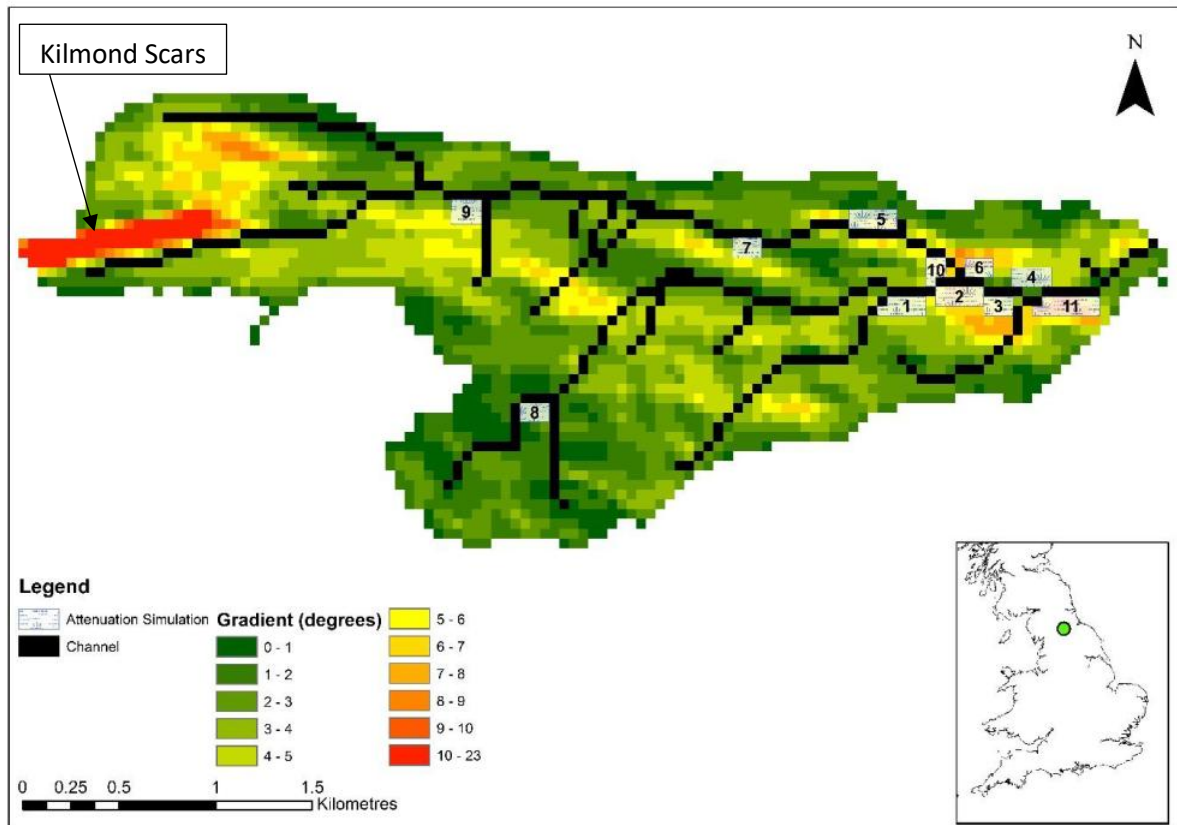 Kilmond Scars
N
9
5
7
10
6
4
1
2
3
11
8
Legend
Attenuation Simulation
Channel
Gradient (degrees)
0 - 1
1 - 2
2 - 3
3 - 4
4 - 5
5 - 6
6 - 7
7 - 8
8 - 9
9 - 10
10 - 23
0 0.25 0.5 1 1.5
Kilometres